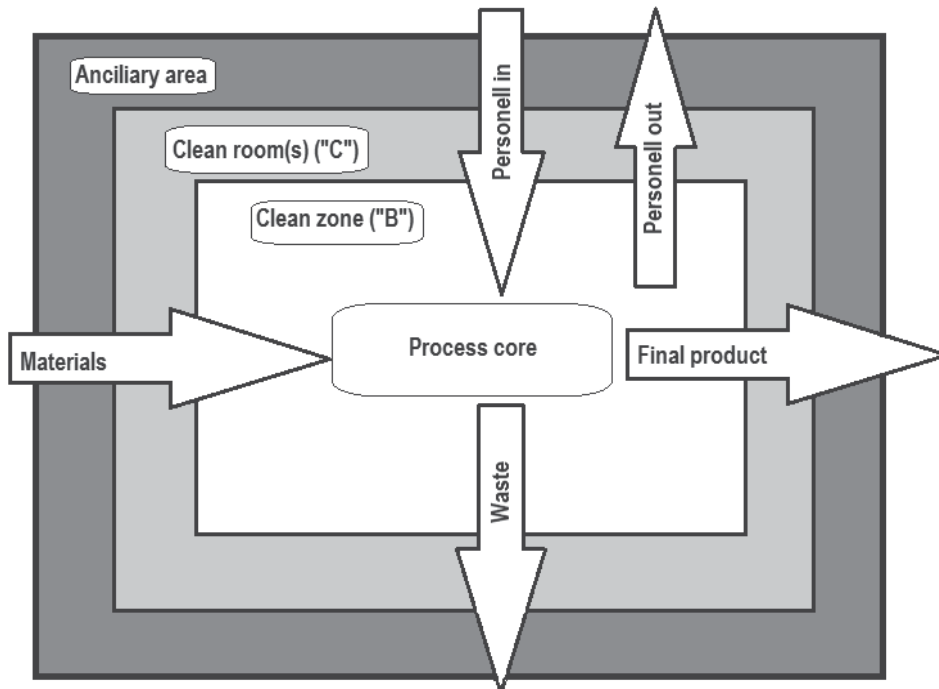 Anciliary area
Personell in
Personell out
Clean room(s) ("C")
Clean zone ("B")
Process core
Materials
Final product
Waste